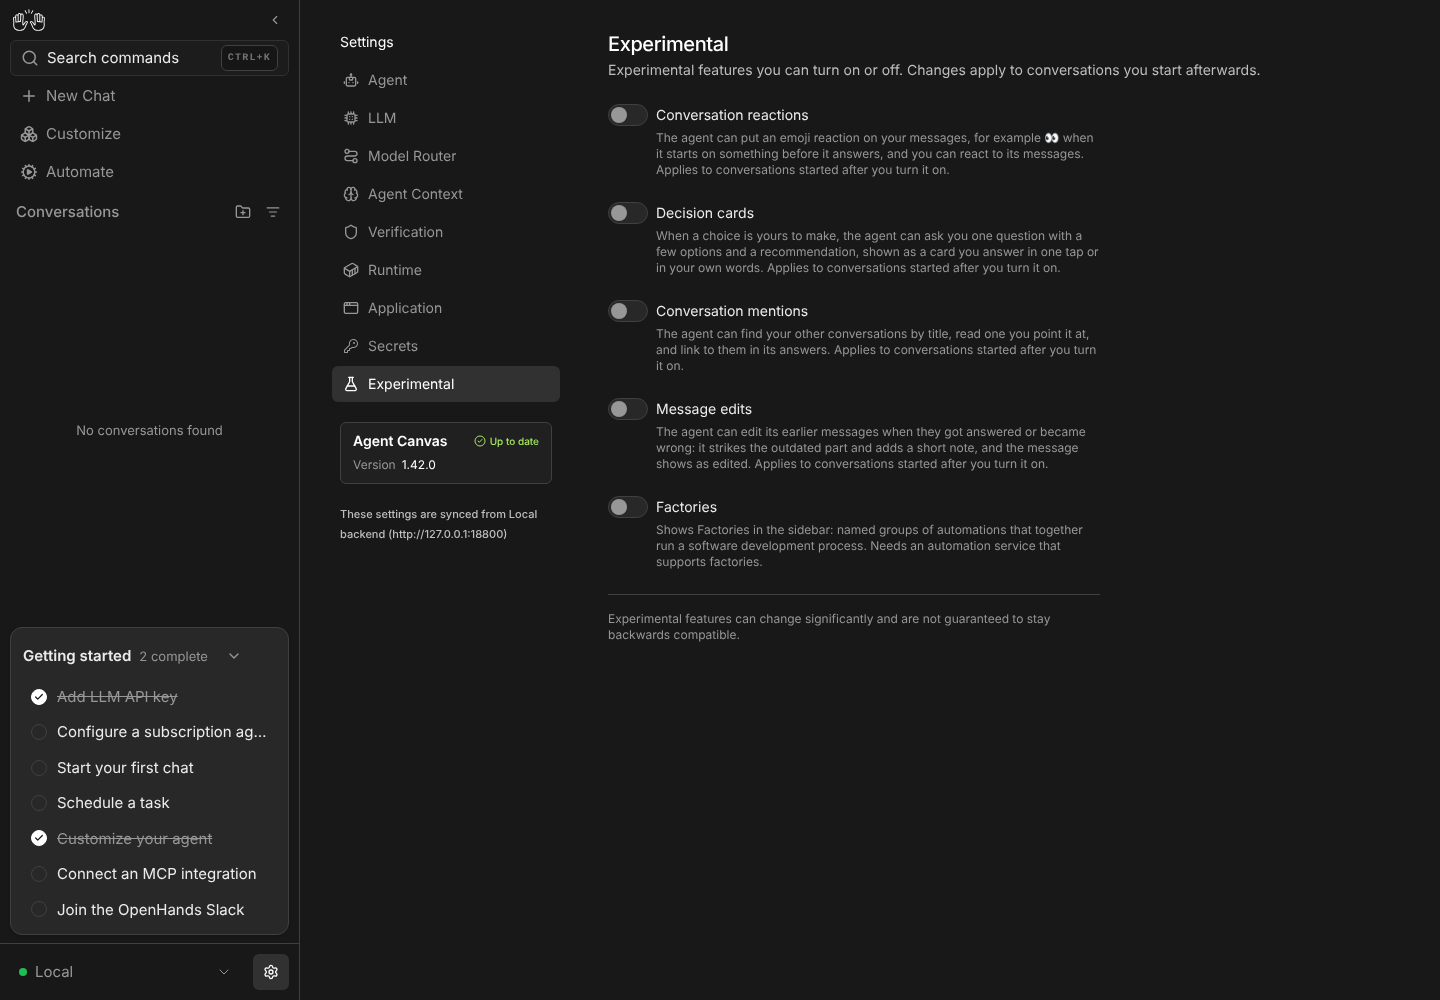 Search commands
CTRL+K
New Chat
Customize
Automate
Conversations
No conversations found
Getting started 2 complete
Add LLM API key
Configure a subscription ag...
Start your first chat
Schedule a task
Customize your agent
Connect an MCP integration
Join the OpenHands Slack
Local
Settings
Agent
LLM
Model Router
Agent Context
Verification
Runtime
Application
Secrets
Experimental
Agent Canvas
Up to date
Version 1.42.0
These settings are synced from Local
backend (http://127.0.0.1:18800)
Experimental
Experimental features you can turn on or off. Changes apply to conversations you start afterwards.
Conversation reactions
The agent can put an emoji reaction on your messages, for example 👀 when
it starts on something before it answers, and you can react to its messages.
Applies to conversations started after you turn it on.
Decision cards
When a choice is yours to make, the agent can ask you one question with a
few options and a recommendation, shown as a card you answer in one tap or
in your own words. Applies to conversations started after you turn it on.
Conversation mentions
The agent can find your other conversations by title, read one you point it at,
and link to them in its answers. Applies to conversations started after you turn
it on.
Message edits
The agent can edit its earlier messages when they got answered or became
wrong: it strikes the outdated part and adds a short note, and the message
shows as edited. Applies to conversations started after you turn it on.
Factories
Shows Factories in the sidebar: named groups of automations that together
run a software development process. Needs an automation service that
supports factories.
Experimental features can change significantly and are not guaranteed to stay
backwards compatible.